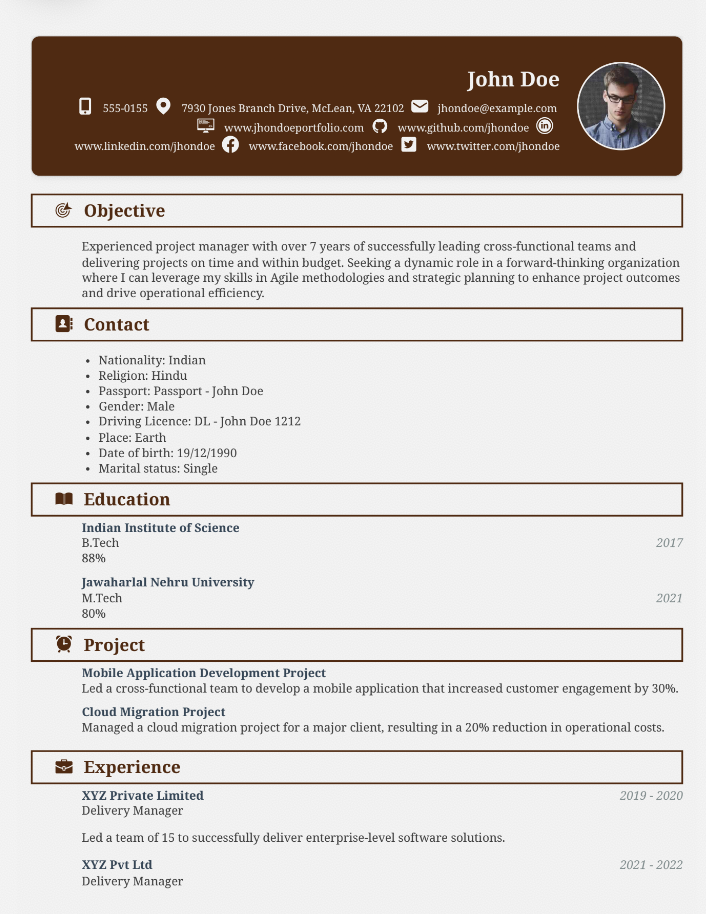 John Doe
555-0155 7930 Jones Branch Drive, McLean, VA 22102 jhondoe@example.com
www.jhondoeportfolio.com www.github.com/jhondoe
www.linkedin.com/jhondoe www.facebook.com/jhondoe www.twitter.com/jhondoe
Objective
Experienced project manager with over 7 years of successfully leading cross-functional teams and
delivering projects on time and within budget. Seeking a dynamic role in a forward-thinking organization
where I can leverage my skills in Agile methodologies and strategic planning to enhance project outcomes
and drive operational efficiency.
Contact
• Nationality: Indian
• Religion: Hindu
• Passport: Passport - John Doe
• Gender: Male
• Driving Licence: DL - John Doe 1212
• Place: Earth
• Date of birth: 19/12/1990
• Marital status: Single
Education
Indian Institute of Science
B.Tech 2017
88%
Jawaharlal Nehru University
M.Tech 2021
80%
Project
Mobile Application Development Project
Led a cross-functional team to develop a mobile application that increased customer engagement by 30%.
Cloud Migration Project
Managed a cloud migration project for a major client, resulting in a 20% reduction in operational costs.
Experience
XYZ Private Limited 2019 - 2020
Delivery Manager
Led a team of 15 to successfully deliver enterprise-level software solutions.
XYZ Pvt Ltd 2021 - 2022
Delivery Manager